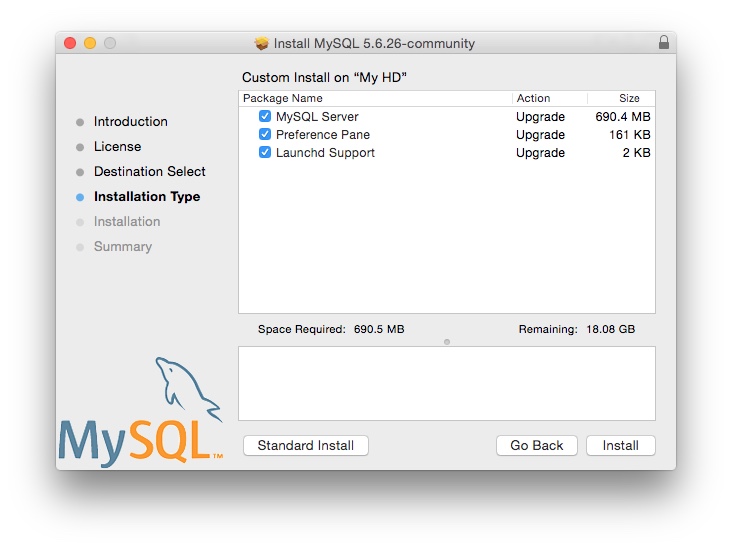 Install MySQL 5.6.26-community
Custom Install on “My HD”
Package Name Action Size
MySQL Server Upgrade 690.4 MB
Preference Pane Upgrade 161 KB
Launchd Support Upgrade 2 KB
Introduction
License
Destination Select
Installation Type
Installation
Summary
Space Required: 690.5 MB Remaining: 18.08 GB
MySQL™
Standard Install Go Back Install